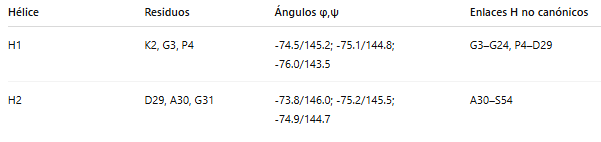 Hélice Residuos Ángulos φ,ψ Enlaces H no canónicos
H1 K2, G3, P4 -74.5/145.2; -75.1/144.8; G3–G24, P4–D29
-76.0/143.5
H2 D29, A30, G31 -73.8/146.0; -75.2/145.5; A30–S54
-74.9/144.7